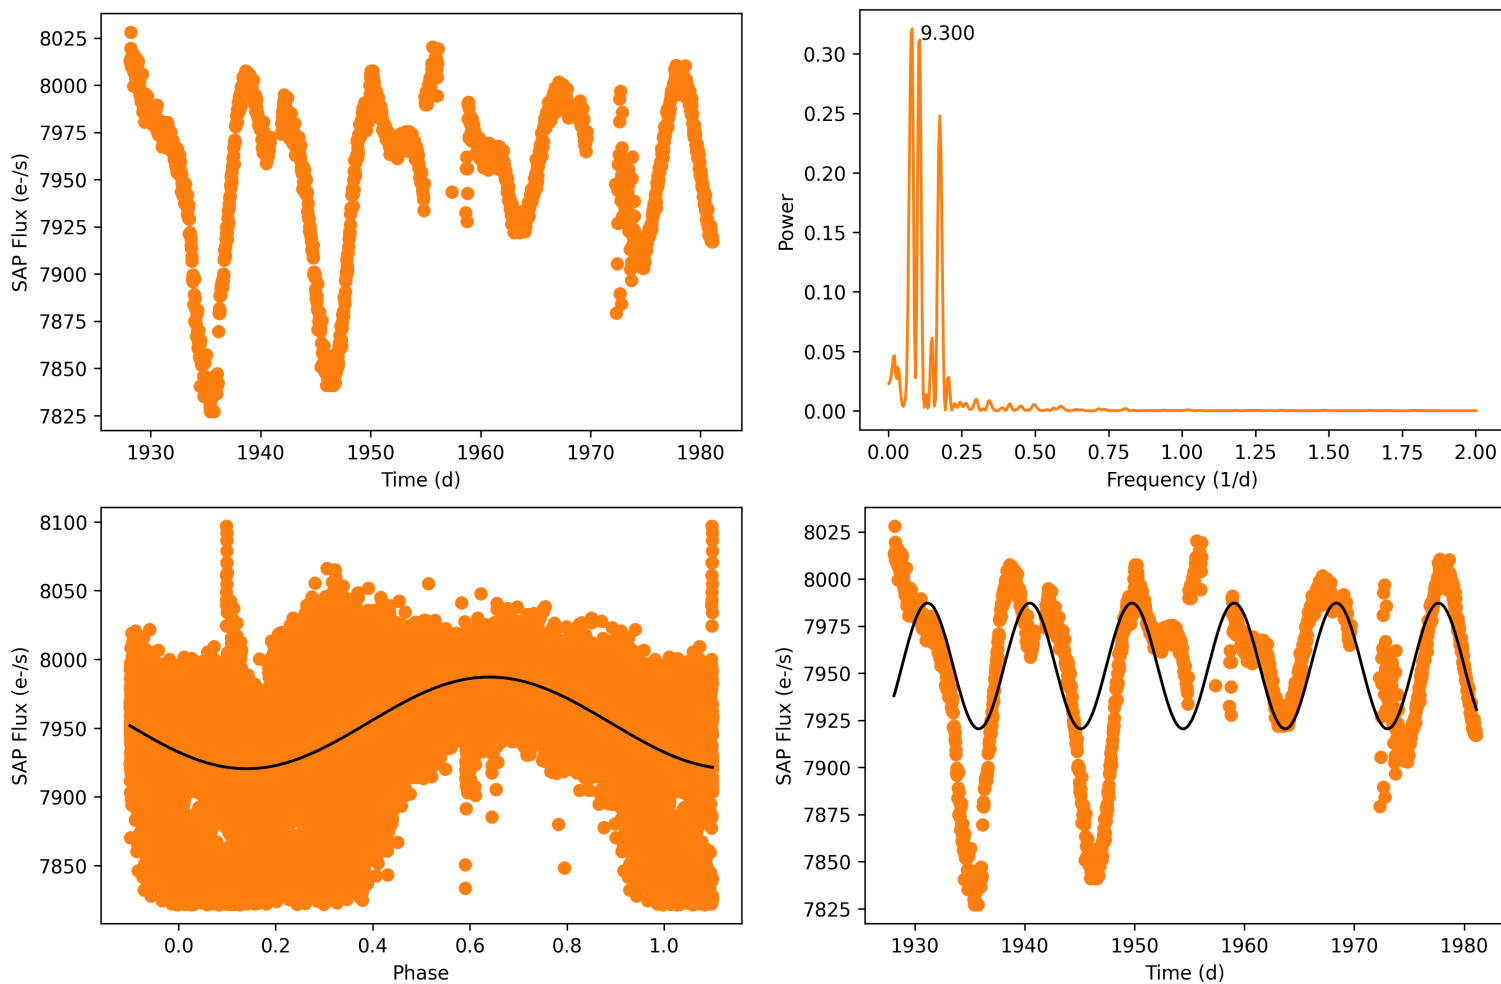 8025
8000
7975
7950
7925
7900
7875
7850
7825
SAP Flux (e-/s)
1930 1940 1950 1960 1970 1980
Time (d)
9.300
0.30
0.25
0.20
0.15
0.10
0.05
0.00
Power
0.00 0.25 0.50 0.75 1.00 1.25 1.50 1.75 2.00
Frequency (1/d)
8100
8050
8000
7950
7900
7850
SAP Flux (e-/s)
0.0 0.2 0.4 0.6 0.8 1.0
Phase
8025
8000
7975
7950
7925
7900
7875
7850
7825
SAP Flux (e-/s)
1930 1940 1950 1960 1970 1980
Time (d)